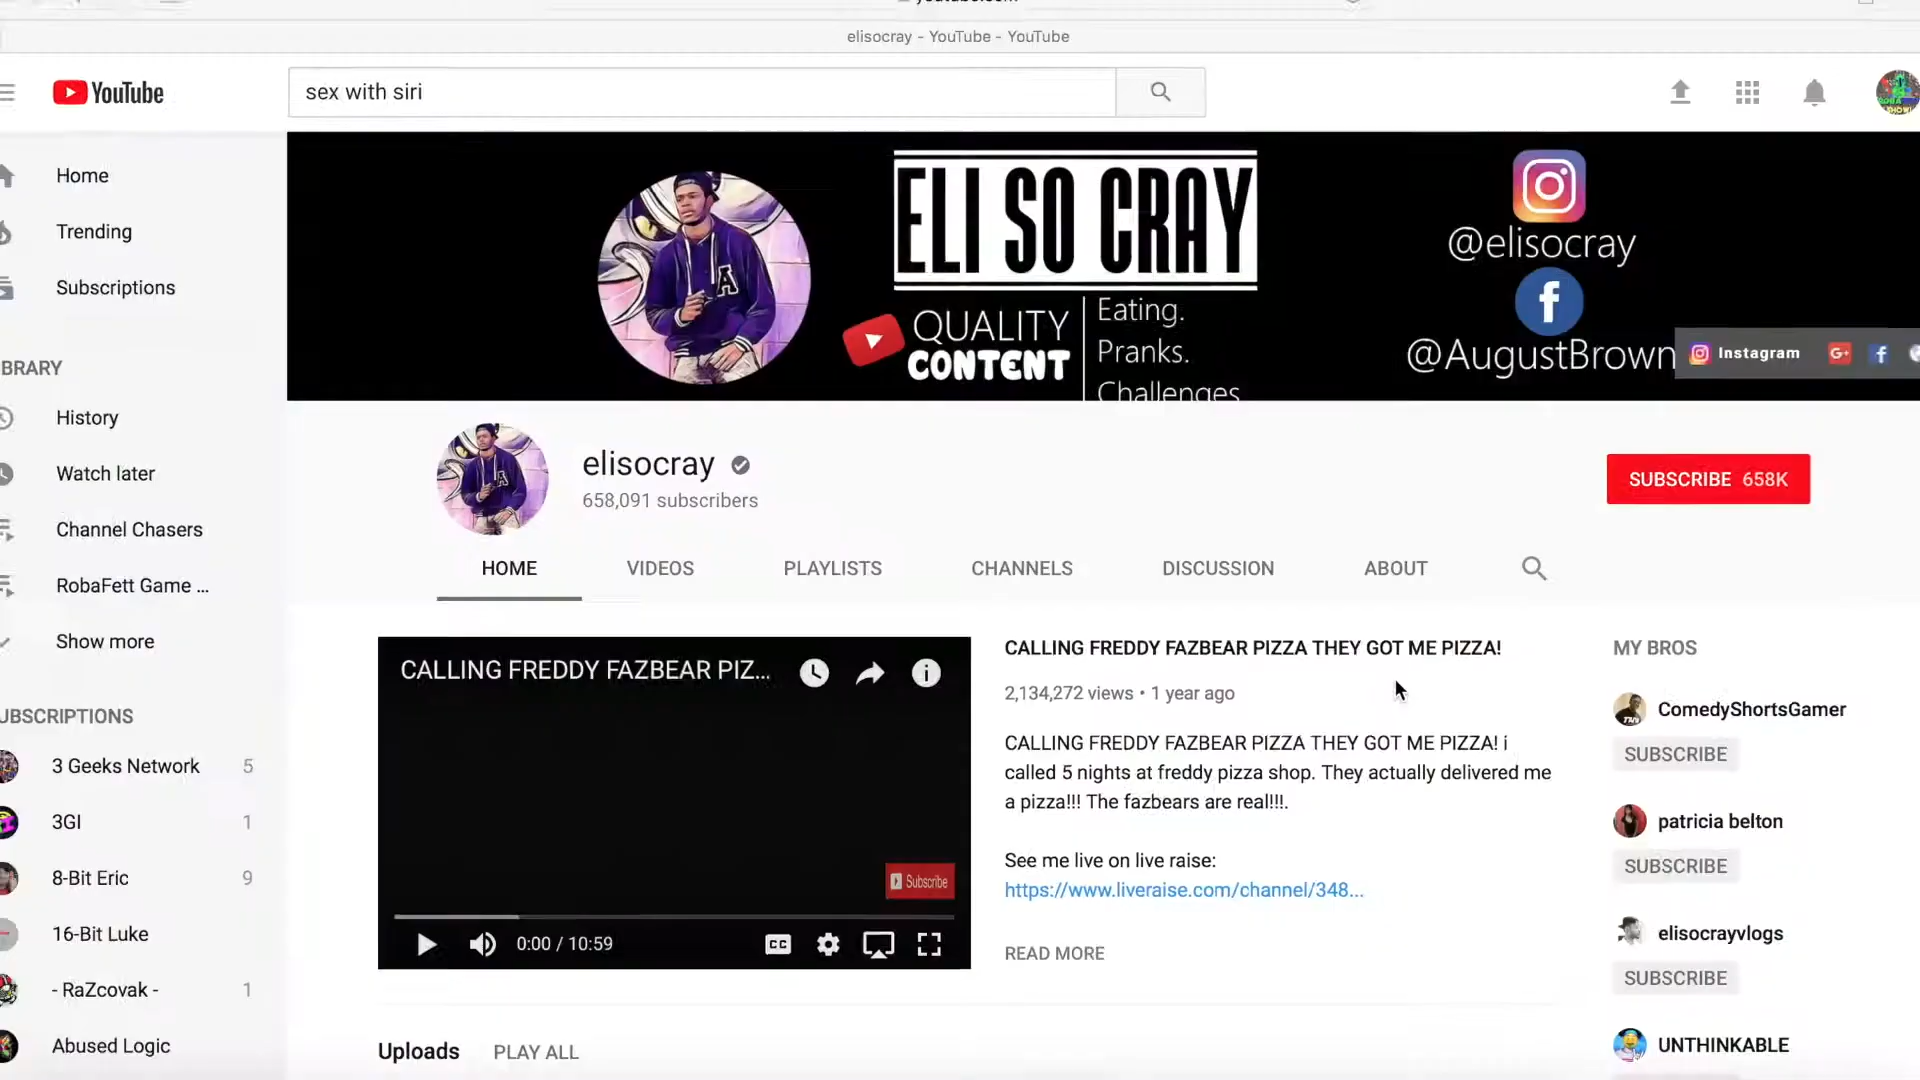 elisocray – YouTube - YouTube
YouTube
sex with siri
Home
Trending
Subscriptions
History
Watch later
Channel Chasers
RobaFett Game ...
Show more
3 Geeks Network 5
3GI 1
8-Bit Eric 9
16-Bit Luke
- RaZcovak - 1
Abused Logic
ELI SO CRAY
QUALITY
CONTENT
Eating.
Pranks.
Challenges
@elisocray
@AugustBrown
Instagram
elisocray
658,091 subscribers
SUBSCRIBE 658K
HOME
VIDEOS
PLAYLISTS
CHANNELS
DISCUSSION
ABOUT
CALLING FREDDY FAZBEAR PIZ...
Subscribe
0:00 / 10:59
CC
CALLING FREDDY FAZBEAR PIZZA THEY GOT ME PIZZA!
2,134,272 views • 1 year ago
CALLING FREDDY FAZBEAR PIZZA THEY GOT ME PIZZA! i
called 5 nights at freddy pizza shop. They actually delivered me
a pizza!!! The fazbears are real!!!.
See me live on live raise:
https://www.liveraise.com/channel/348...
READ MORE
MY BROS
ComedyShortsGamer
SUBSCRIBE
patricia belton
SUBSCRIBE
elisocrayvlogs
SUBSCRIBE
UNTHINKABLE
Uploads
PLAY ALL